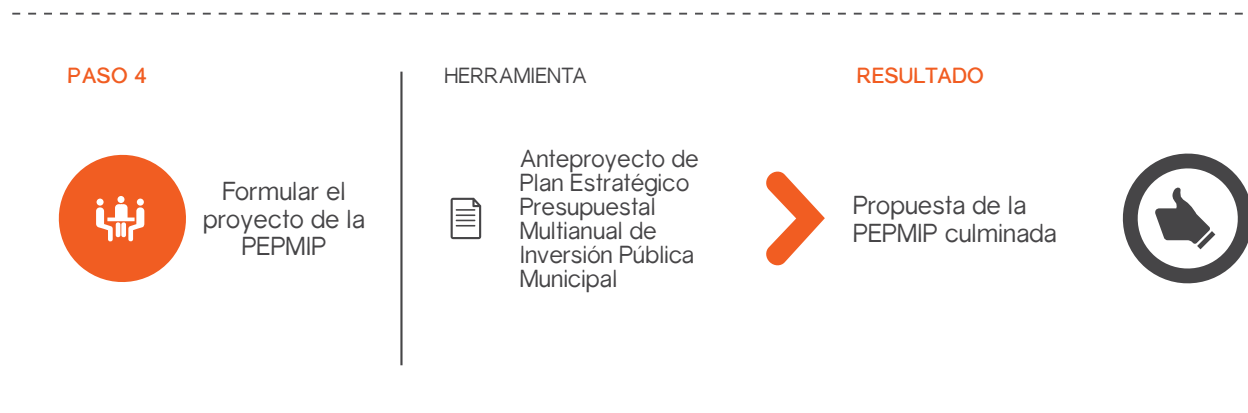 PASO 4
Formular el
proyecto de la
PEPMIP
HERRAMIENTA
Anteproyecto de
Plan Estratégico
Presupuestal
Multianual de
Inversión Pública
Municipal
RESULTADO
Propuesta de la
PEPMIP culminada